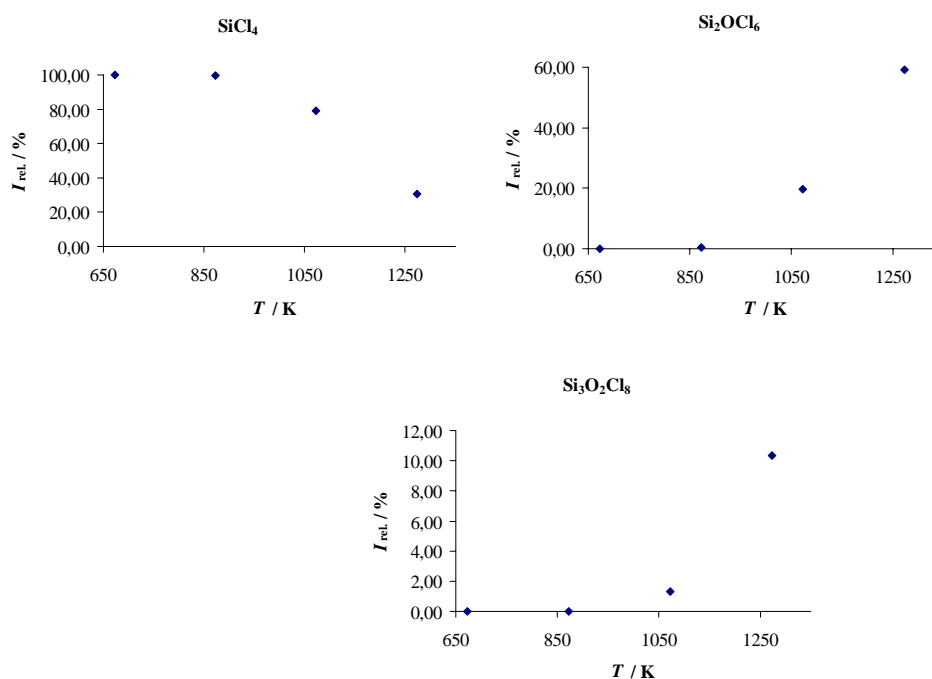 SiCl₄
100,00
80,00
60,00
40,00
20,00
0,00
I rel. / %
650 850 1050 1250
T / K
Si₂OCl₆
60,00
40,00
20,00
0,00
I rel. / %
650 850 1050 1250
T / K
Si₃O₂Cl₈
12,00
10,00
8,00
6,00
4,00
2,00
0,00
I rel. / %
650 850 1050 1250
T / K